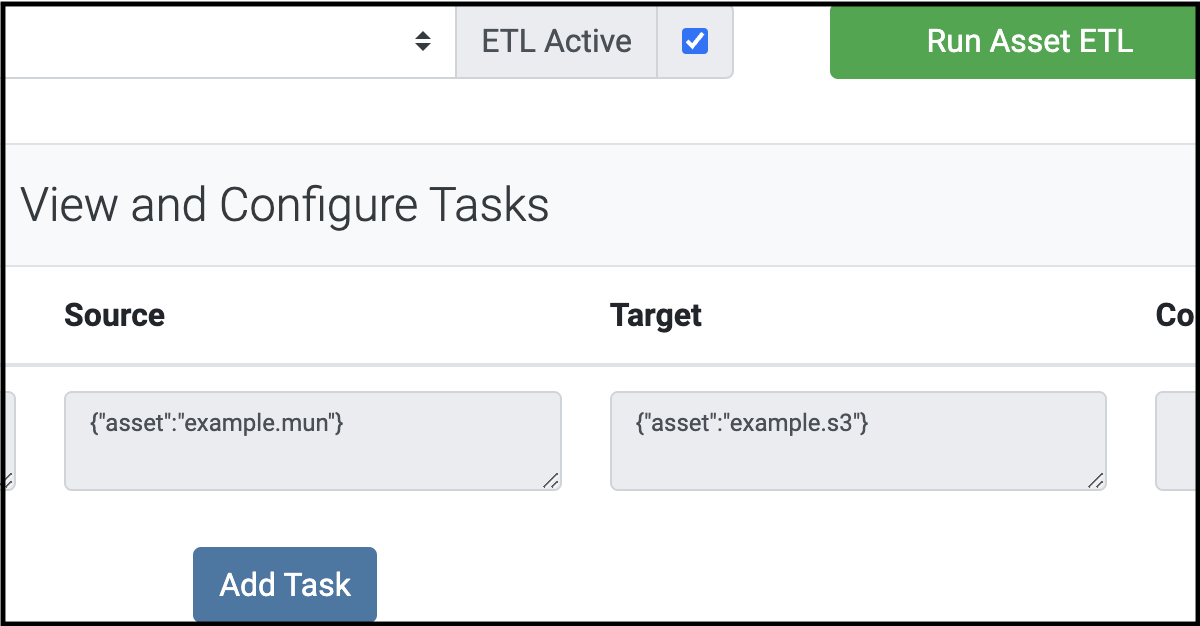 ETL Active
Run Asset ETL
View and Configure Tasks
Source Target Co
{"asset":"example.mun"} {"asset":"example.s3"}
Add Task